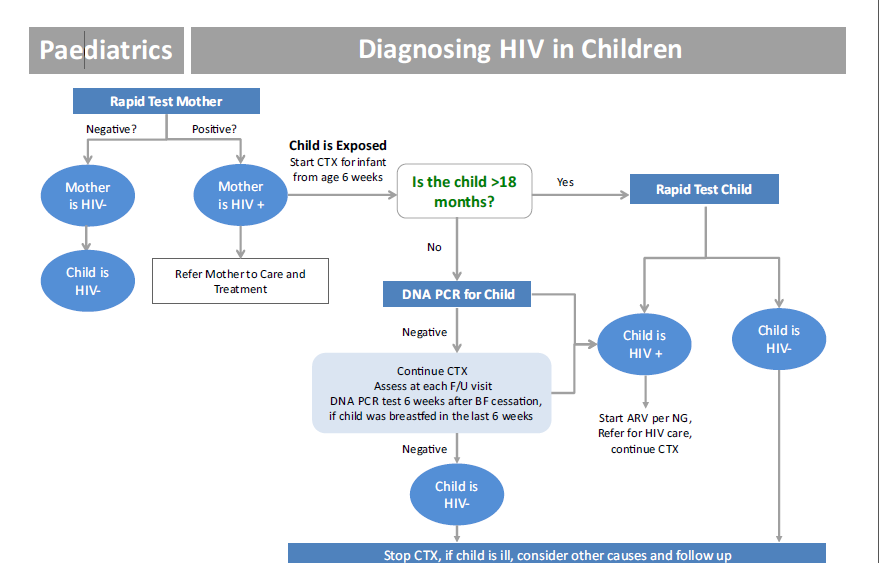 Paediatrics
Diagnosing HIV in Children
Rapid Test Mother
Negative?
Positive?
Mother
is HIV-
Child is
HIV-
Mother
is HIV +
Refer Mother to Care and
Treatment
Child is Exposed
Start CTX for infant
from age 6 weeks
Is the child >18
months?
Yes
No
Rapid Test Child
DNA PCR for Child
Negative
Continue CTX
Assess at each F/U visit
DNA PCR test 6 weeks after BF cessation,
if child was breastfed in the last 6 weeks
Negative
Child is
HIV-
Child is
HIV +
Start ARV per NG,
Refer for HIV care,
continue CTX
Child is
HIV-
Stop CTX, if child is ill, consider other causes and follow up